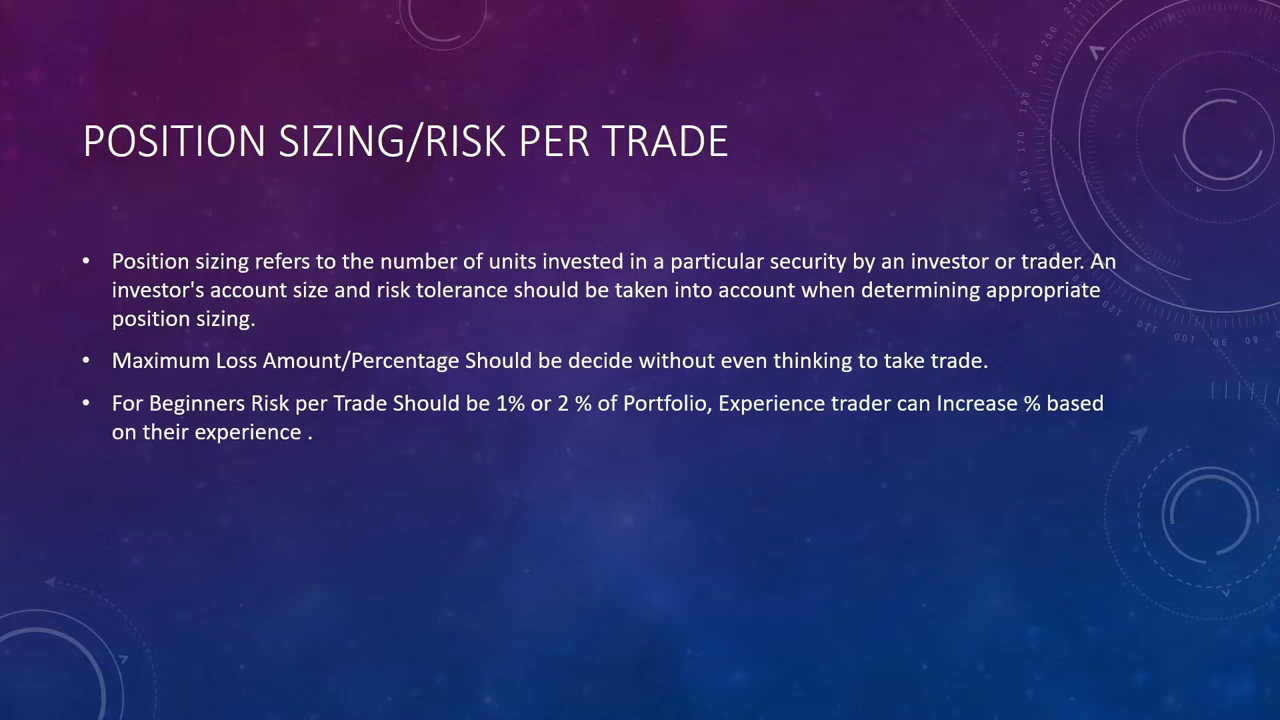 POSITION SIZING/RISK PER TRADE
• Position sizing refers to the number of units invested in a particular security by an investor or trader. An
investor's account size and risk tolerance should be taken into account when determining appropriate
position sizing.
• Maximum Loss Amount/Percentage Should be decide without even thinking to take trade.
• For Beginners Risk per Trade Should be 1% or 2 % of Portfolio, Experience trader can Increase % based
on their experience .